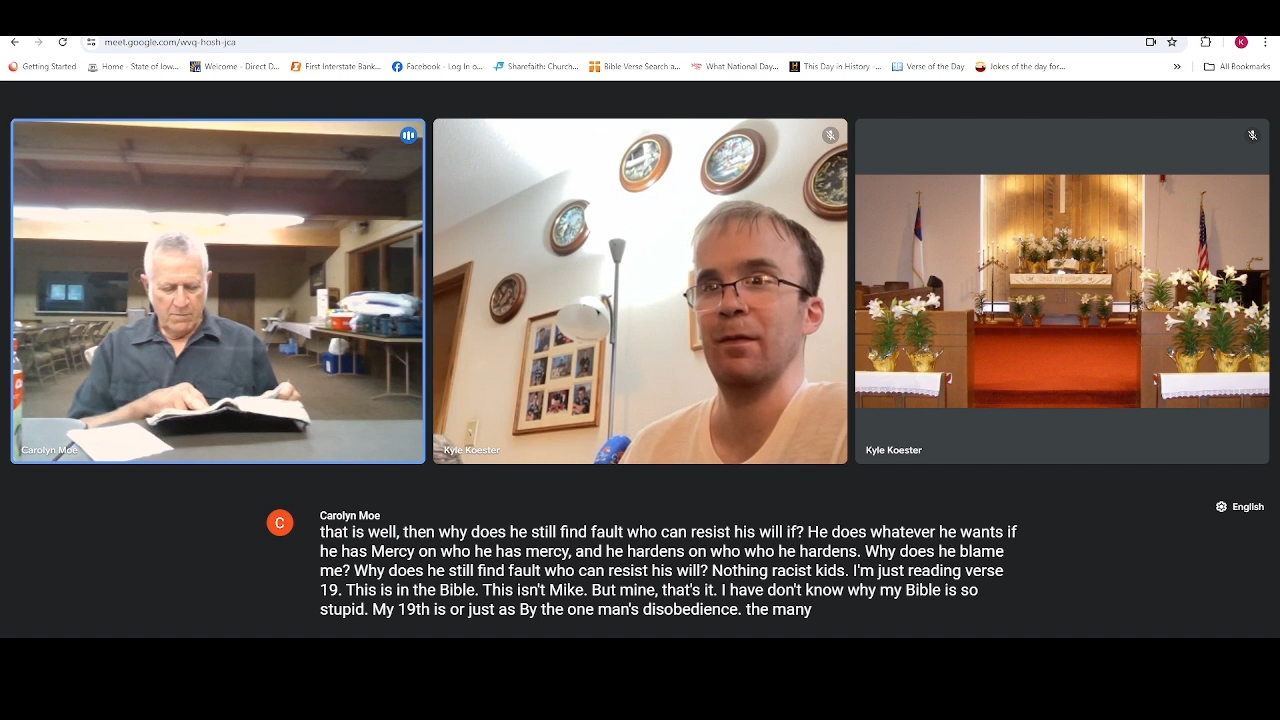 meet.google.com/wvq-hosh-jca
Getting Started Home - State of Iow... Welcome - Direct D... First Interstate Bank... Facebook - Log In o... Sharefaith: Church... Bible Verse Search a... What National Day... This Day in History -... Verse of the Day Jokes of the day for... » All Bookmarks
Carolyn Moe
Kyle Koester
Kyle Koester
English
C
Carolyn Moe
that is well, then why does he still find fault who can resist his will if? He does whatever he wants if
he has Mercy on who he has mercy, and he hardens on who who he hardens. Why does he blame
me? Why does he still find fault who can resist his will? Nothing racist kids. I'm just reading verse
19. This is in the Bible. This isn't Mike. But mine, that's it. I have don't know why my Bible is so
stupid. My 19th is or just as By the one man's disobedience. the many